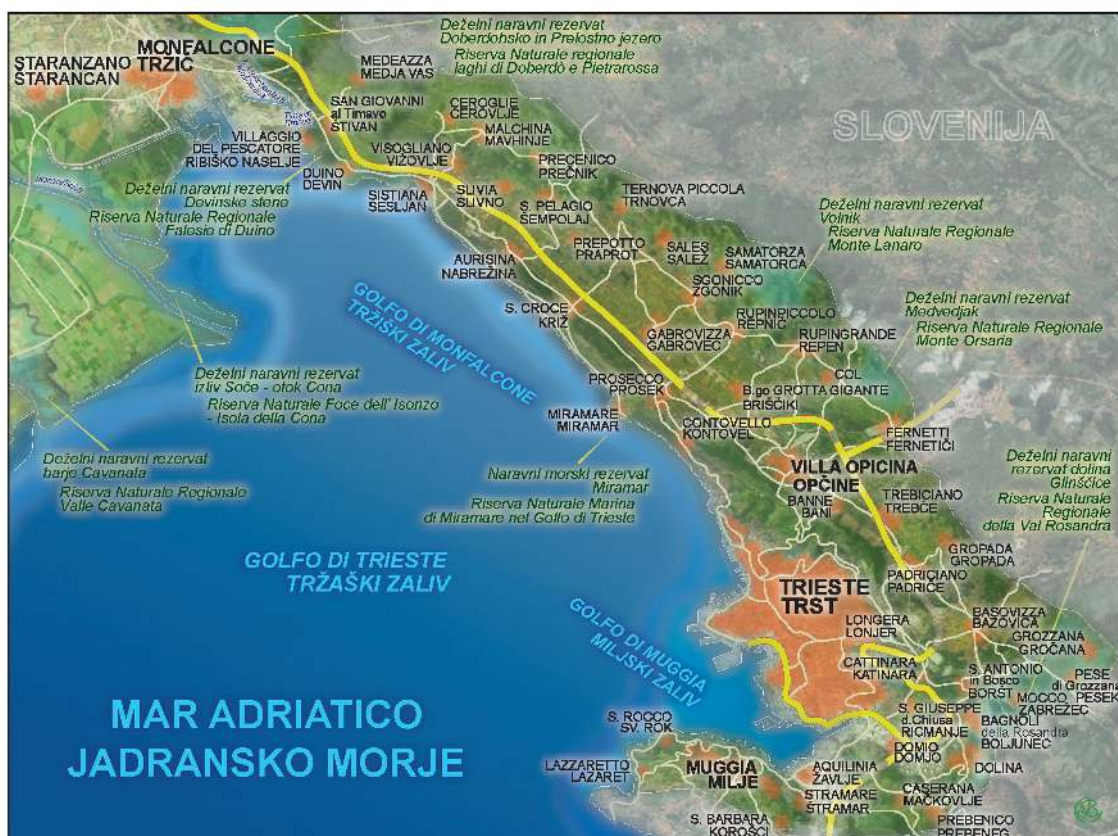 Deželni naravni rezervat
Doberdohsko in Prelostno jezero
Riserva Naturale regionale
laghi di Doberdò e Pietrarossa
MONFALCONE
TRŽIČ
STARANZANO
ŠTARANCAN
MEDEAZZA
MEDJA VAS
SAN GIOVANNI
al Timavo
ŠTIVAN
CEROGLIE
CEROVLJE
MALCHINA
MAVHINJE
SLOVENIJA
VILLAGGIO
DEL PESCATORE
RIBIŠKO NASELJE
VISOGLIANO
VIŽOVLJE
PRECENICO
PREČNIK
DUINO
DEVIN
Deželni naravni rezervat
Devinske stene
Riserva Naturale Regionale
Falesie di Duino
SISTIANA
SESLJAN
SLIVIA
SLIVNO
TERNOVA PICCOLA
TRNOVCA
S. PELAGIO
ŠEMPOLAJ
Deželni naravni rezervat
Volnik
Riserva Naturale Regionale
Monte Lanaro
PREPOTTO
PRAPROT
SALES
SALEŽ
SAMATORZA
SAMATORCA
AURISINA
NABREŽINA
SGONICCO
ZGONIK
GOLFO DI MONFALCONE
TRŽIŠKI ZALIV
S. CROCE
KRIŽ
RUPINPICCOLO
REPNIČ
Deželni naravni rezervat
Medvedjak
Riserva Naturale Regionale
Monte Orsaria
GABROVIZZA
GABROVEC
RUPINGRANDE
REPEN
Deželni naravni rezervat
izliv Soče - otok Cona
Riserva Naturale Foce dell' Isonzo
- Isola della Cona
PROSECCO
PROSEK
COL
B.go GROTTA GIGANTE
BRIŠČIKI
MIRAMARE
MIRAMAR
CONTOVELLO
KONTOVEL
FERNETTI
FERNETIČI
Deželni naravni rezervat
barje Cavanata
Riserva Naturale Regionale
Valle Cavanata
Naravni morski rezervat
Miramar
Riserva Naturale Marina
di Miramare nel Golfo di Trieste
VILLA OPICINA
OPČINE
Deželni naravni
rezervat dolina
Glinščice
Riserva Naturale
Regionale
della Val Rosandra
BANNE
BANI
TREBICIANO
TREBČE
GOLFO DI TRIESTE
TRŽAŠKI ZALIV
GROPADA
GROPADA
TRIESTE
TRST
PADRICIANO
PADRIČE
GOLFO DI MUGGIA
MILJSKI ZALIV
LONGERA
LONJER
BASOVIZZA
BAZOVICA
GROZZANA
GROČANA
CATTINARA
KATINARA
S. ANTONIO
in Bosco
BORŠT
PESE
di Grozzana
PESEK
MOCCO
ZABREŽEC
MAR ADRIATICO
JADRANSKO MORJE
S. ROCCO
SV. ROK
S. GIUSEPPE
d.Chiusa
RICMANJE
BAGNOLI
della Rosandra
BOLJUNEC
DOMIO
DOMJO
LAZZARETTO
LAZARET
MUGGIA
MILJE
AQUILINIA
ŽAVLJE
DOLINA
STRAMARE
ŠTRAMAR
CASERANA
MAČKOVLJE
S. BARBARA
KOROŠCI
PREBENICO
PREBENEG